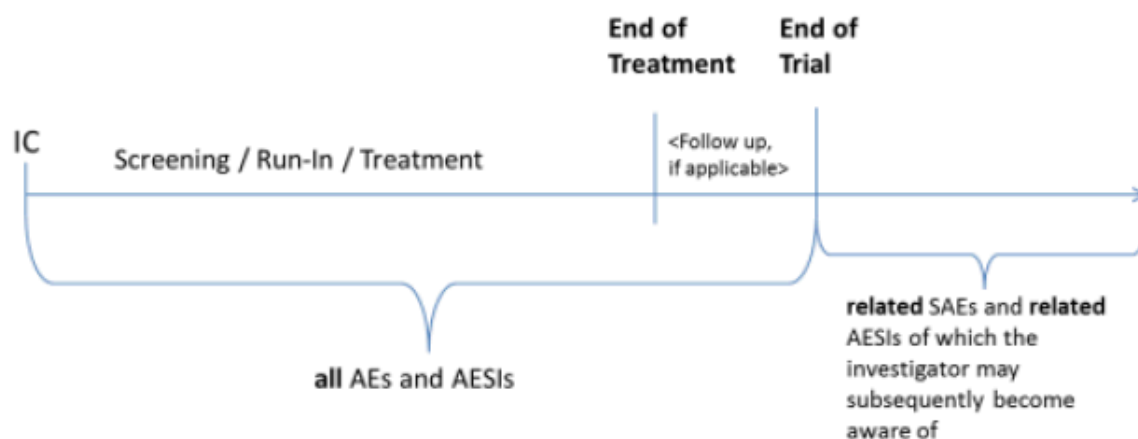 End of
Treatment
End of
Trial
IC
Screening / Run-In / Treatment
<Follow up,
if applicable>
all AEs and AESIs
related SAEs and related
AESIs of which the
investigator may
subsequently become
aware of